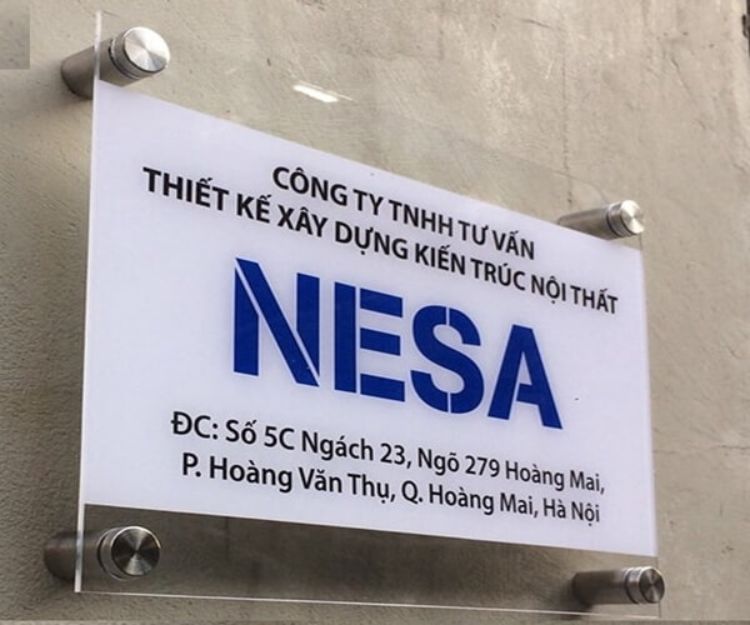 CÔNG TY TNHH TƯ VẤN
THIẾT KẾ XÂY DỰNG KIẾN TRÚC NỘI THẤT
NESA
ĐC: Số 5C Ngách 23, Ngõ 279 Hoàng Mai,
P. Hoàng Văn Thụ, Q. Hoàng Mai, Hà Nội